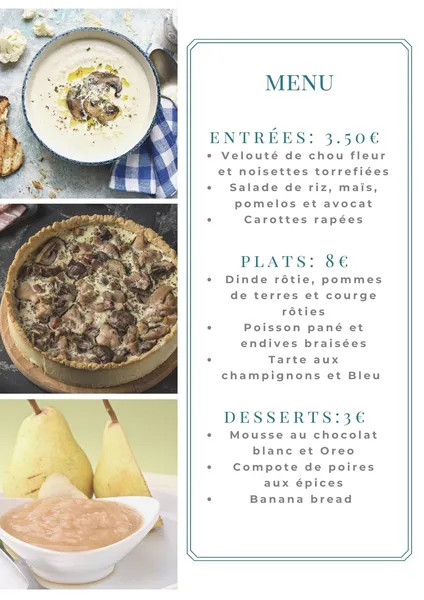 MENU
ENTRÉES: 3.50€
• Velouté de chou fleur
et noisettes torrefiées
• Salade de riz, maïs,
pomelos et avocat
• Carottes rapées
PLATS: 8€
• Dinde rôtie, pommes
de terres et courge
rôties
• Poisson pané et
endives braisées
• Tarte aux
champignons et Bleu
DESSERTS:3€
• Mousse au chocolat
blanc et Oreo
• Compote de poires
aux épices
• Banana bread